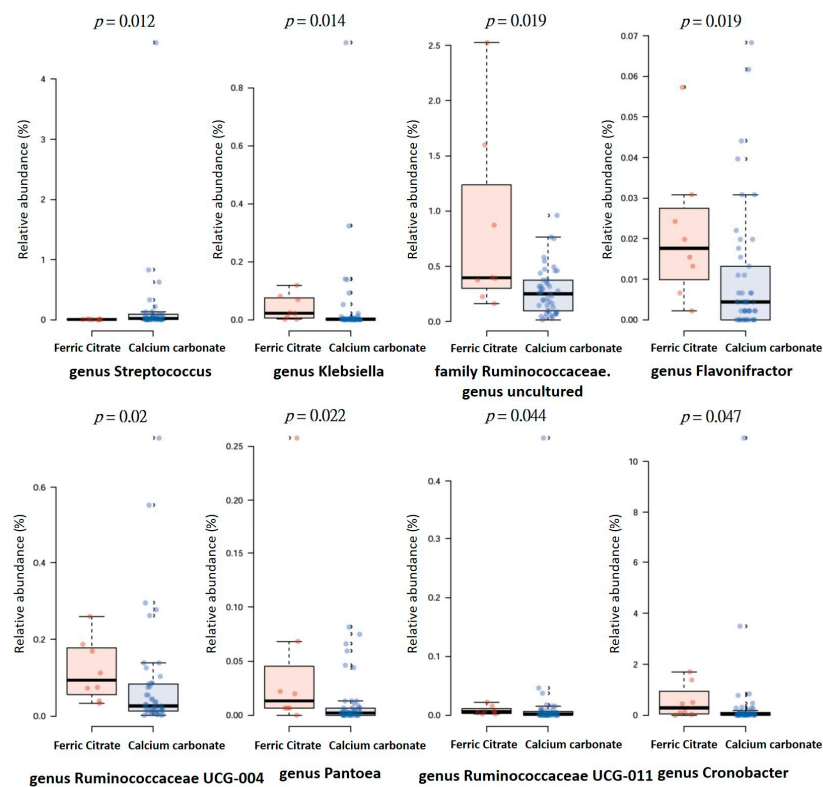 p = 0.012
p = 0.014
p = 0.019
p = 0.019
Relative abundance (%)
4
3
2
1
0.0
Ferric Citrate Calcium carbonate
genus Streptococcus
Relative abundance (%)
0.8
0.6
0.4
0.2
0.0
Ferric Citrate Calcium carbonate
genus Klebsiella
Relative abundance (%)
2.5
2.0
1.5
1.0
0.5
0.0
Ferric Citrate Calcium carbonate
family Ruminococcaceae.
genus uncultured
Relative abundance (%)
0.07
0.06
0.05
0.04
0.03
0.02
0.01
0.00
Ferric Citrate Calcium carbonate
genus Flavonifractor
p = 0.02
p = 0.022
p = 0.044
p = 0.047
Relative abundance (%)
0.6
0.4
0.2
0.0
Ferric Citrate Calcium carbonate
genus Ruminococcaceae UCG-004
Relative abundance (%)
0.25
0.20
0.15
0.10
0.05
0.00
Ferric Citrate Calcium carbonate
genus Pantoea
Relative abundance (%)
0.4
0.3
0.2
0.1
0.0
Ferric Citrate Calcium carbonate
genus Ruminococcaceae UCG-011
Relative abundance (%)
10
8
6
4
2
0.0
Ferric Citrate Calcium carbonate
genus Cronobacter